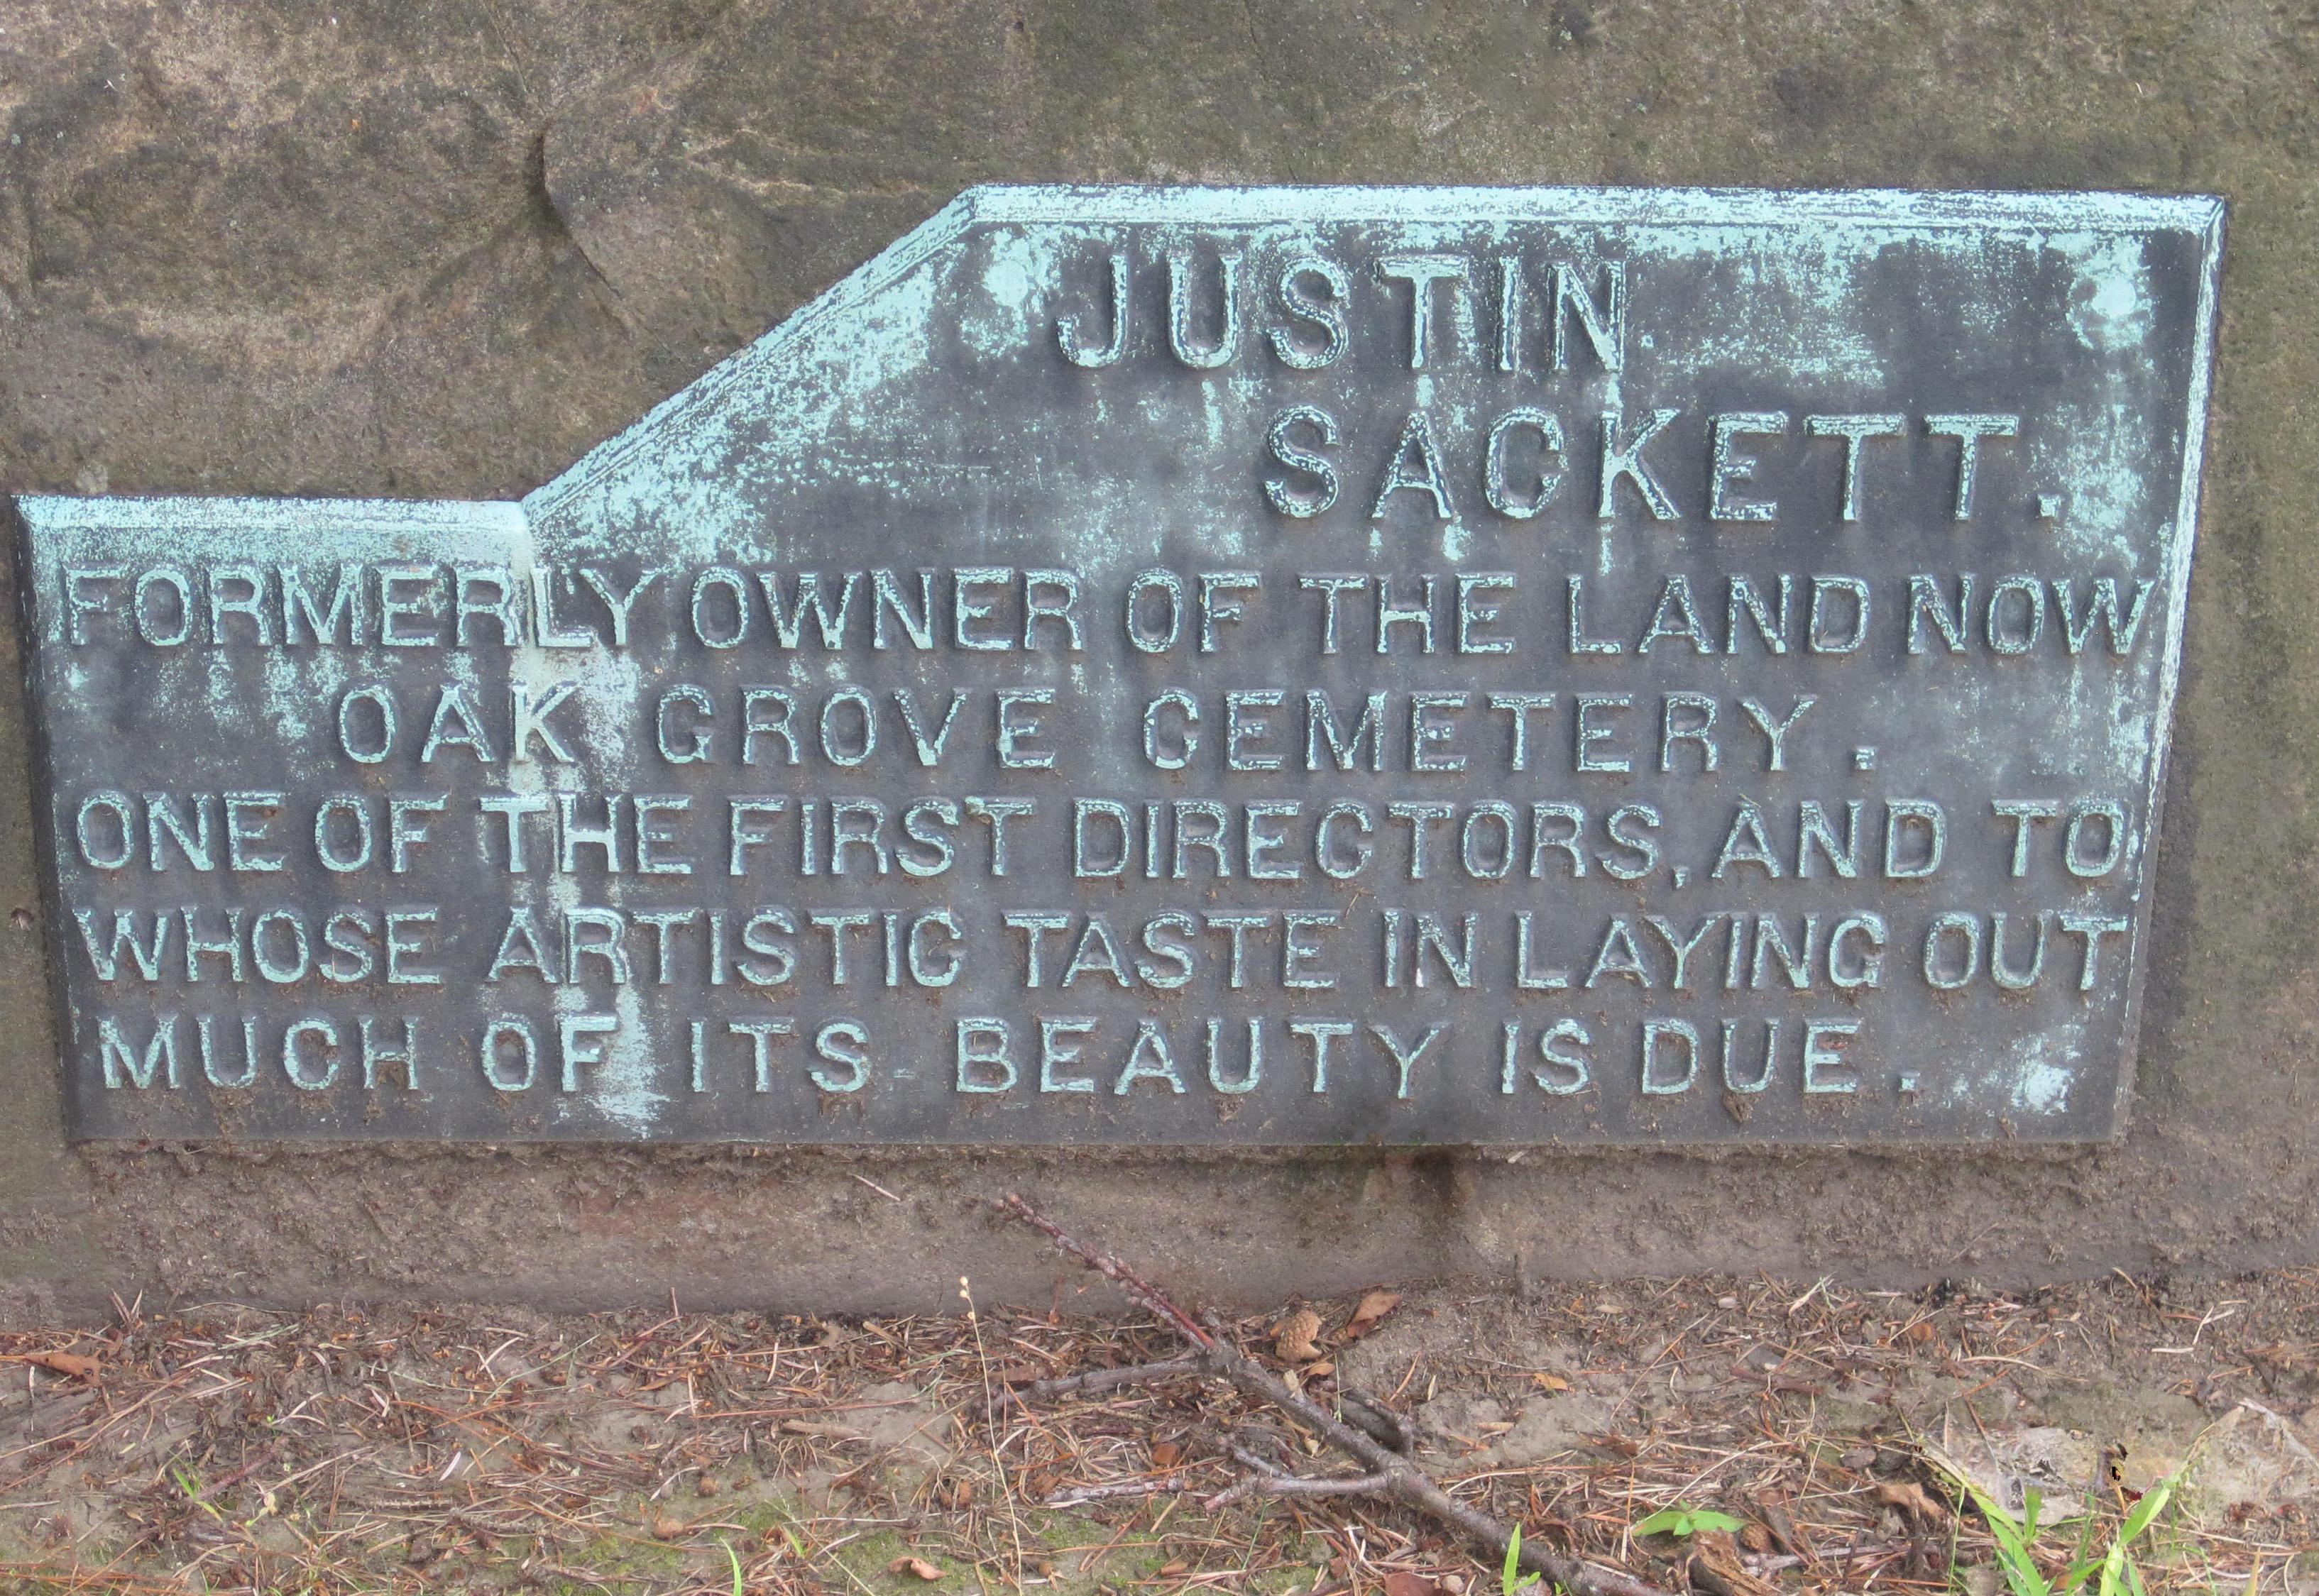 JUSTIN
SACKETT.
FORMERLY OWNER OF THE LAND NOW
OAK GROVE CEMETERY.
ONE OF THE FIRST DIRECTORS, AND TO
WHOSE ARTISTIC TASTE IN LAYING OUT
MUCH OF ITS BEAUTY IS DUE.